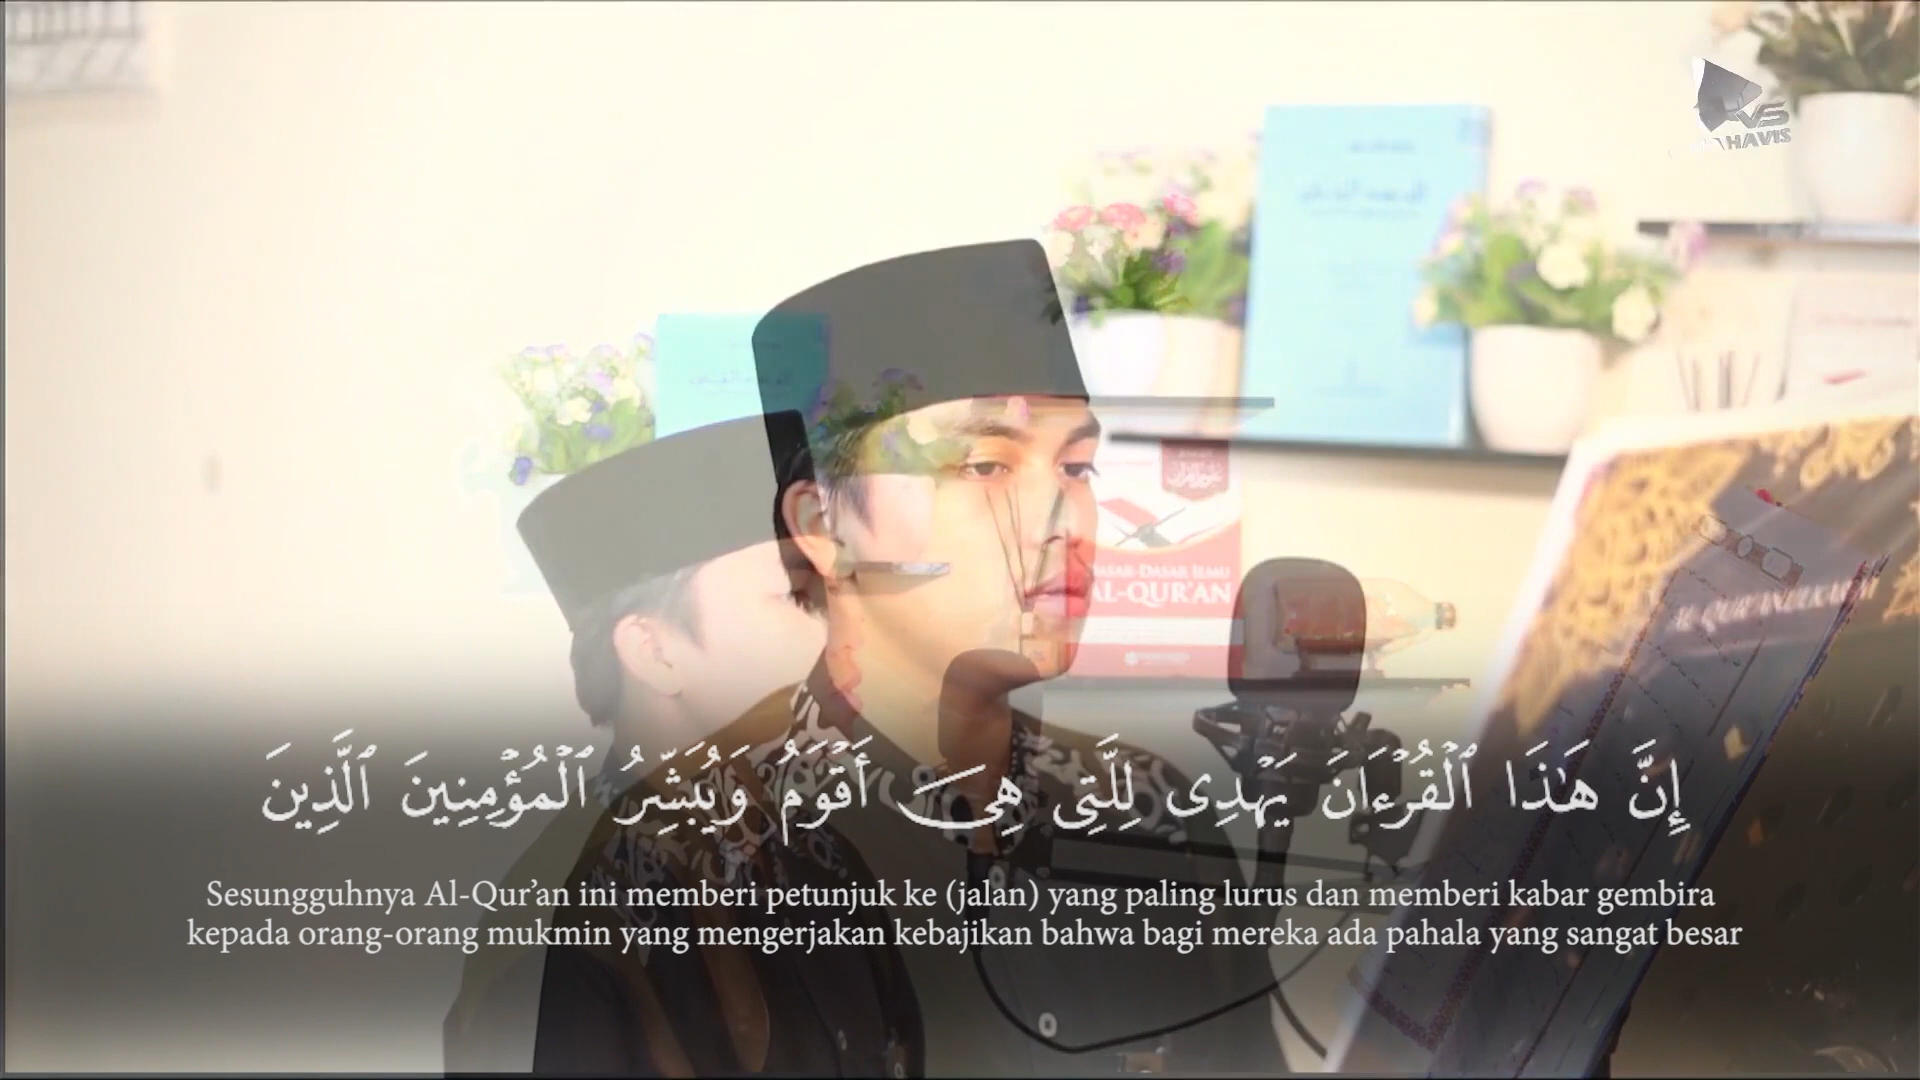 VS
HAVIS
DASAR-DASAR ILMU
AL-QUR'AN
إِنَّ هَـٰذَا ٱلۡقُرۡءَانَ يَهۡدِى لِلَّتِى هِىَ أَقۡوَمُ وَيُبَشِّرُ ٱلۡمُؤۡمِنِينَ ٱلَّذِينَ
Sesungguhnya Al-Qur’an ini memberi petunjuk ke (jalan) yang paling lurus dan memberi kabar gembira
kepada orang-orang mukmin yang mengerjakan kebajikan bahwa bagi mereka ada pahala yang sangat besar